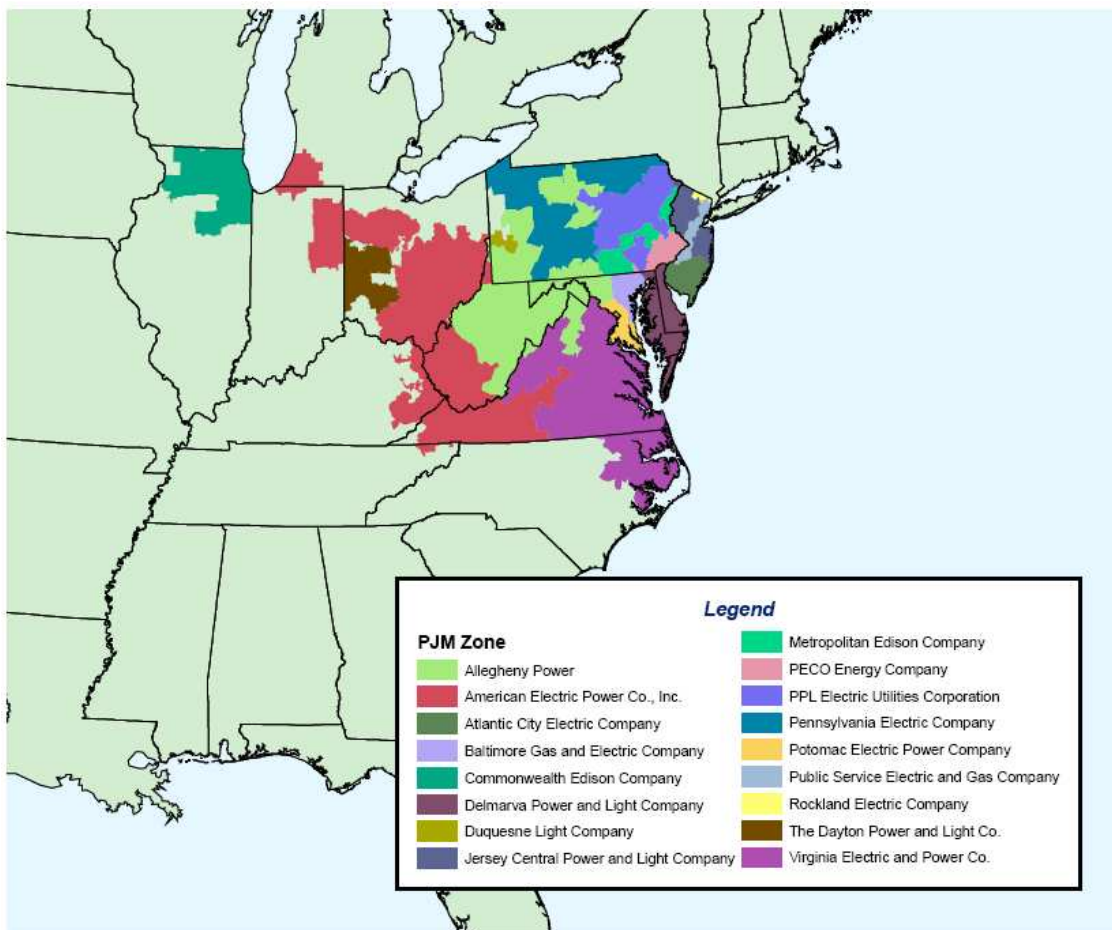 Legend
PJM Zone
Allegheny Power
American Electric Power Co., Inc.
Atlantic City Electric Company
Baltimore Gas and Electric Company
Commonwealth Edison Company
Delmarva Power and Light Company
Duquesne Light Company
Jersey Central Power and Light Company
Metropolitan Edison Company
PECO Energy Company
PPL Electric Utilities Corporation
Pennsylvania Electric Company
Potomac Electric Power Company
Public Service Electric and Gas Company
Rockland Electric Company
The Dayton Power and Light Co.
Virginia Electric and Power Co.